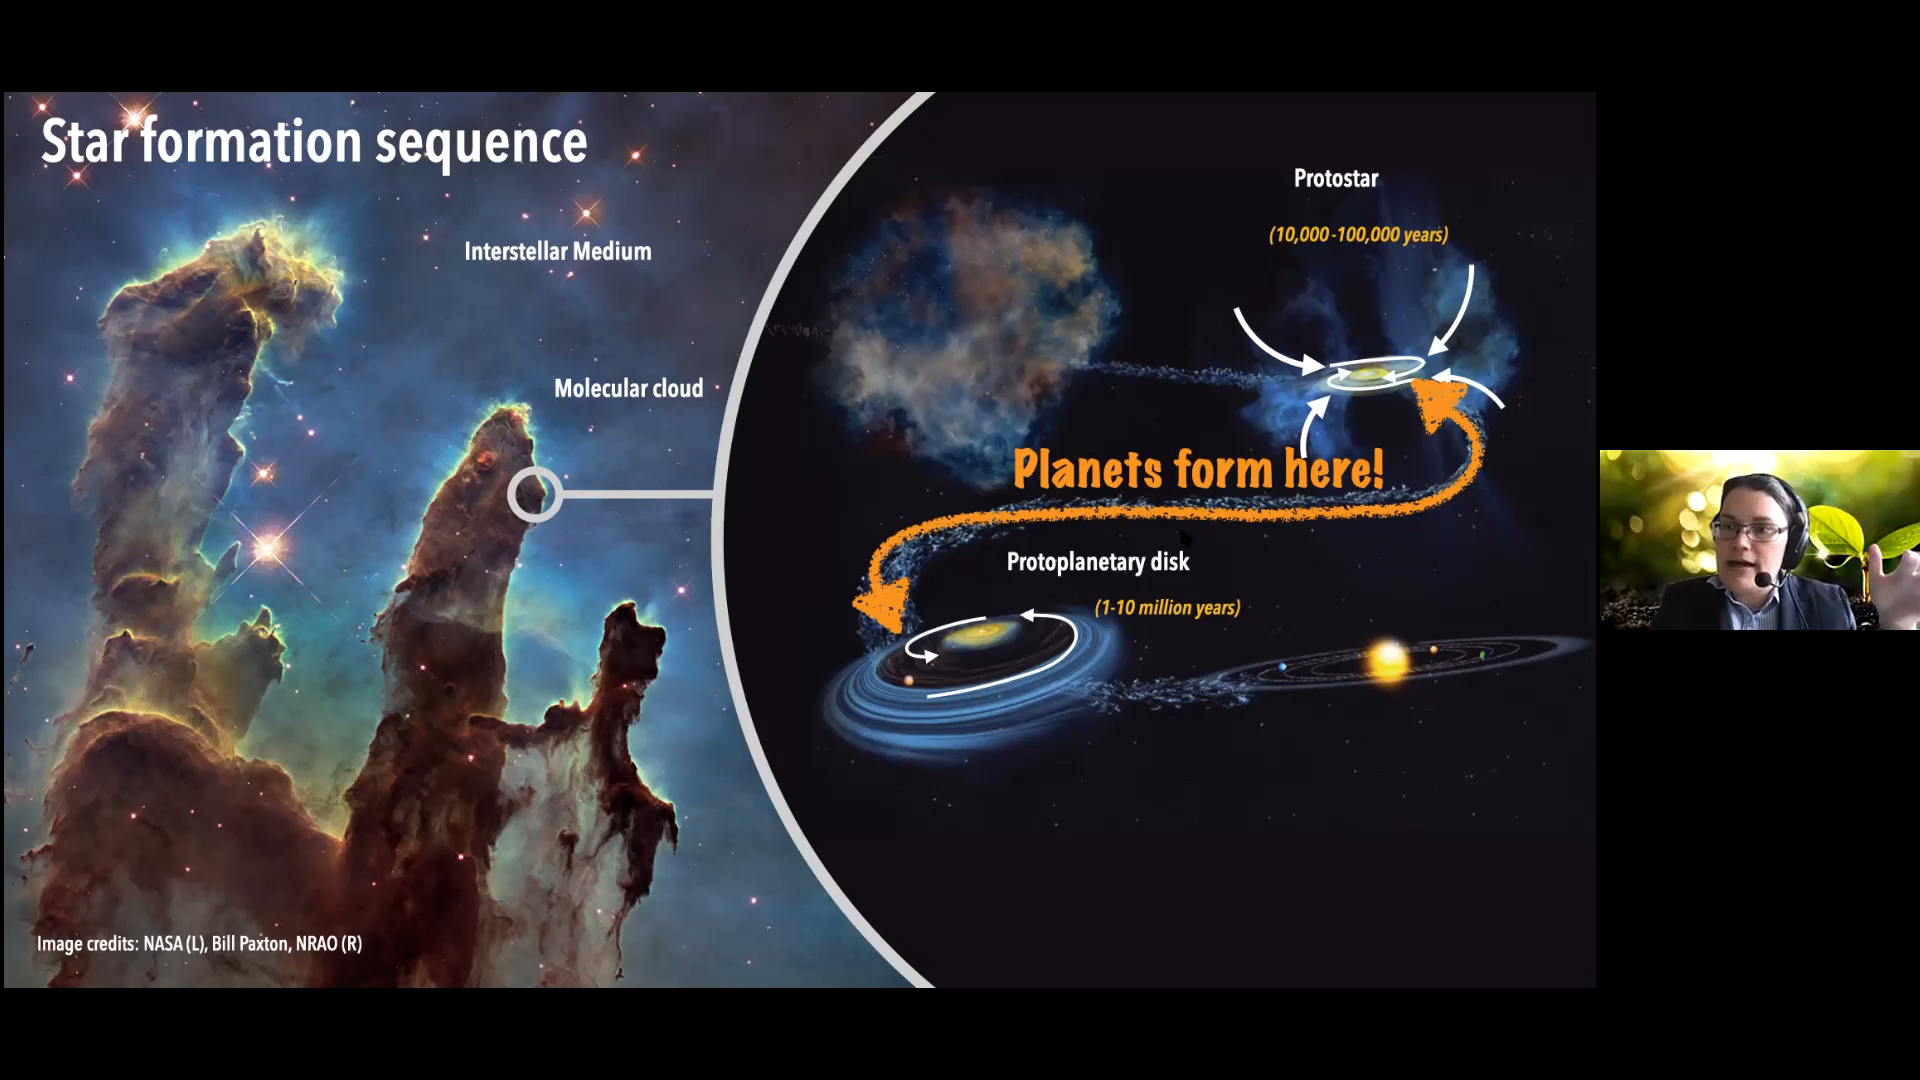 Star formation sequence
Interstellar Medium
Molecular cloud
Protostar
(10,000-100,000 years)
Planets form here!
Protoplanetary disk
(1-10 million years)
Image credits: NASA (L), Bill Paxton, NRAO (R)